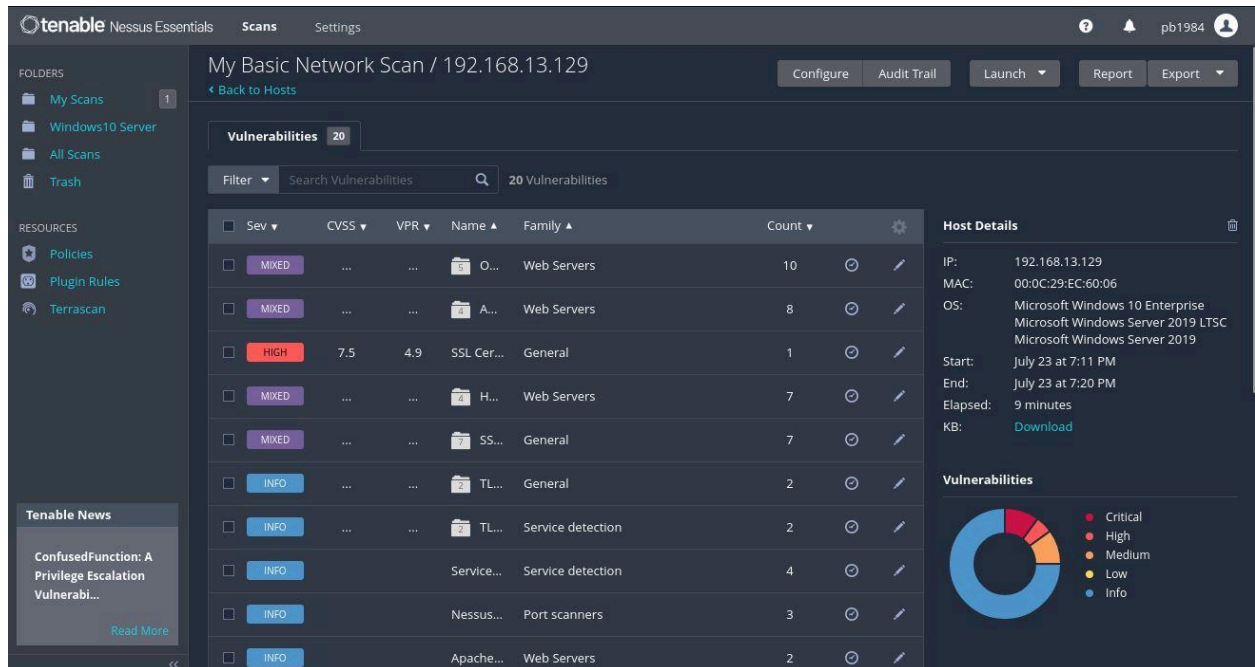 tenable Nessus Essentials Scans Settings pb1984
FOLDERS
My Scans 1
Windows10 Server
All Scans
Trash
RESOURCES
Policies
Plugin Rules
Terrascan
Tenable News
ConfusedFunction: A
Privilege Escalation
Vulnerabi...
Read More
My Basic Network Scan / 192.168.13.129
Back to Hosts
Configure Audit Trail Launch Report Export
Vulnerabilities 20
Filter Search Vulnerabilities 20 Vulnerabilities
Sev CVSS VPR Name Family Count
MIXED ... ... 5 O... Web Servers 10
MIXED ... ... 4 A... Web Servers 8
HIGH 7.5 4.9 SSL Cer... General 1
MIXED ... ... 4 H... Web Servers 7
MIXED ... ... 7 SS... General 7
INFO ... ... 2 TL... General 2
INFO ... ... 2 TL... Service detection 2
INFO Service... Service detection 4
INFO Nessus... Port scanners 3
INFO Apache... Web Servers 2
Host Details
IP: 192.168.13.129
MAC: 00:0C:29:EC:60:06
OS: Microsoft Windows 10 Enterprise
Microsoft Windows Server 2019 LTSC
Microsoft Windows Server 2019
Start: July 23 at 7:11 PM
End: July 23 at 7:20 PM
Elapsed: 9 minutes
KB: Download
Vulnerabilities
Critical
High
Medium
Low
Info